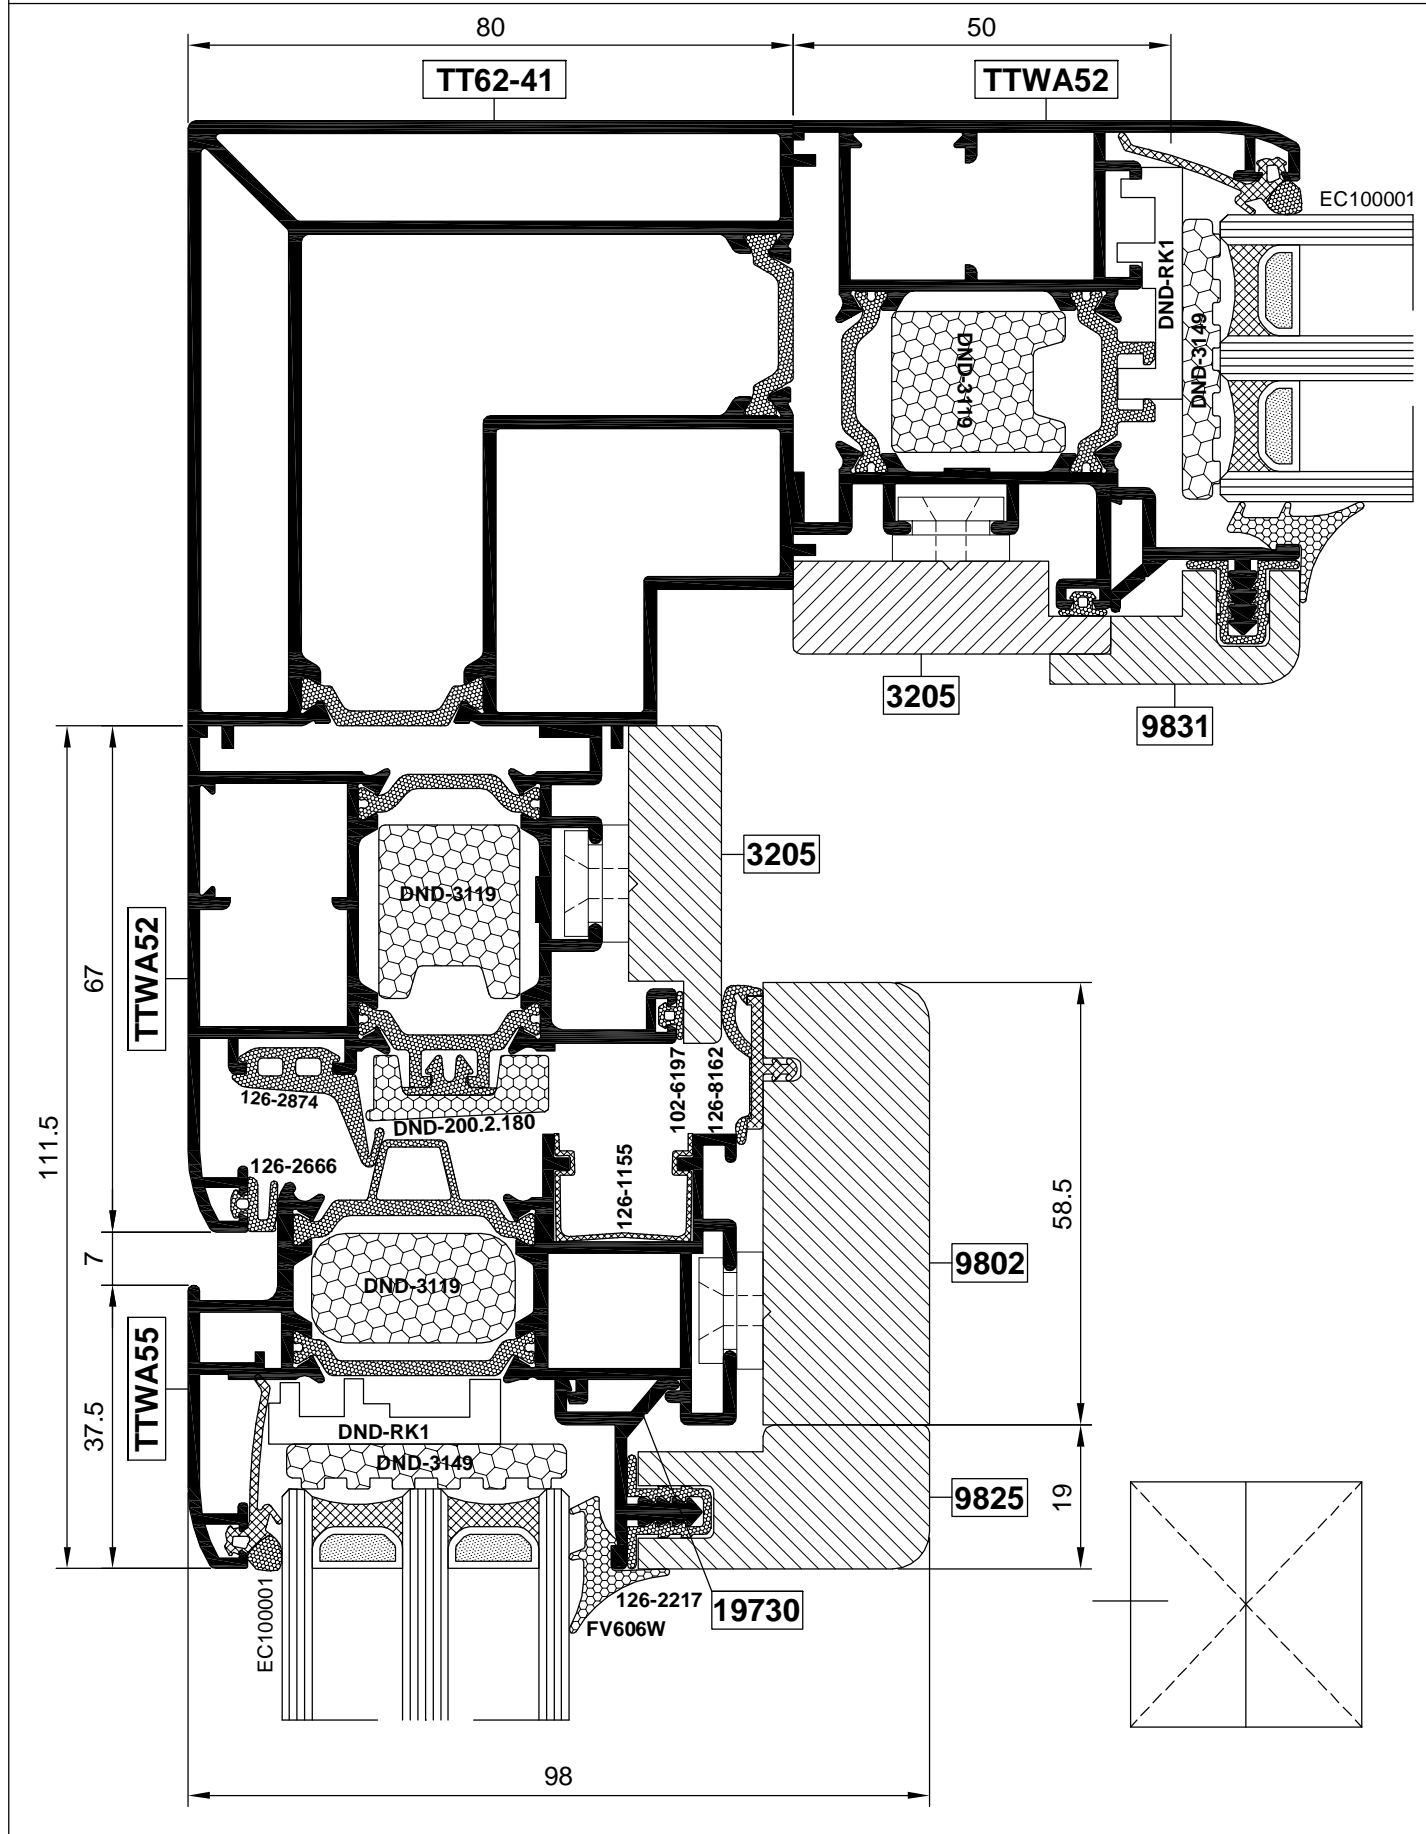 80
50
TT62-41
TTWA52
EC100001
DND-RK1
DND-3149
DND-3119
3205
9831
3205
DND-3119
TTWA52
67
111.5
126-2874
DND-200.2.180
102-6197
126-8162
126-2666
126-1155
58.5
7
DND-3119
9802
TTWA55
37.5
DND-RK1
DND-3149
9825
19
EC100001
126-2217
19730
FV606W
98